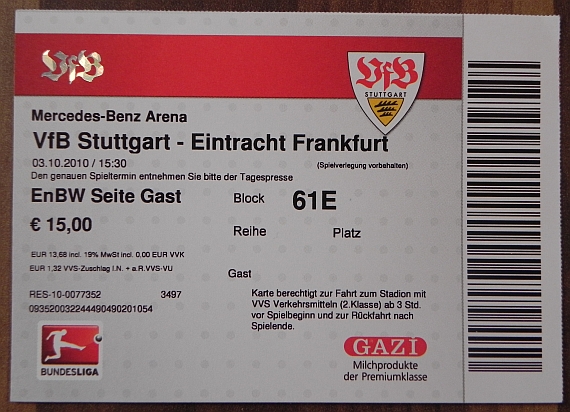 VfB
VfB
STUTTGART
Mercedes-Benz Arena
VfB Stuttgart - Eintracht Frankfurt
03.10.2010 / 15:30
(Spielverlegung vorbehalten)
Den genauen Spieltermin entnehmen Sie bitte der Tagespresse
EnBW Seite Gast
Block 61E
€ 15,00
Reihe Platz
EUR 13,68 incl. 19% MwSt incl. 0,00 EUR VVK
EUR 1,32 VVS-Zuschlag I.N. + a.R.VVS-VU
Gast
RES-10-0077352 3497
09352003224449049020105​4
Karte berechtigt zur Fahrt zum Stadion mit
VVS Verkehrsmitteln (2.Klasse) ab 3 Std.
vor Spielbeginn und zur Rückfahrt nach
Spielende.
BUNDESLIGA
GAZİ
Milchprodukte
der Premiumklasse